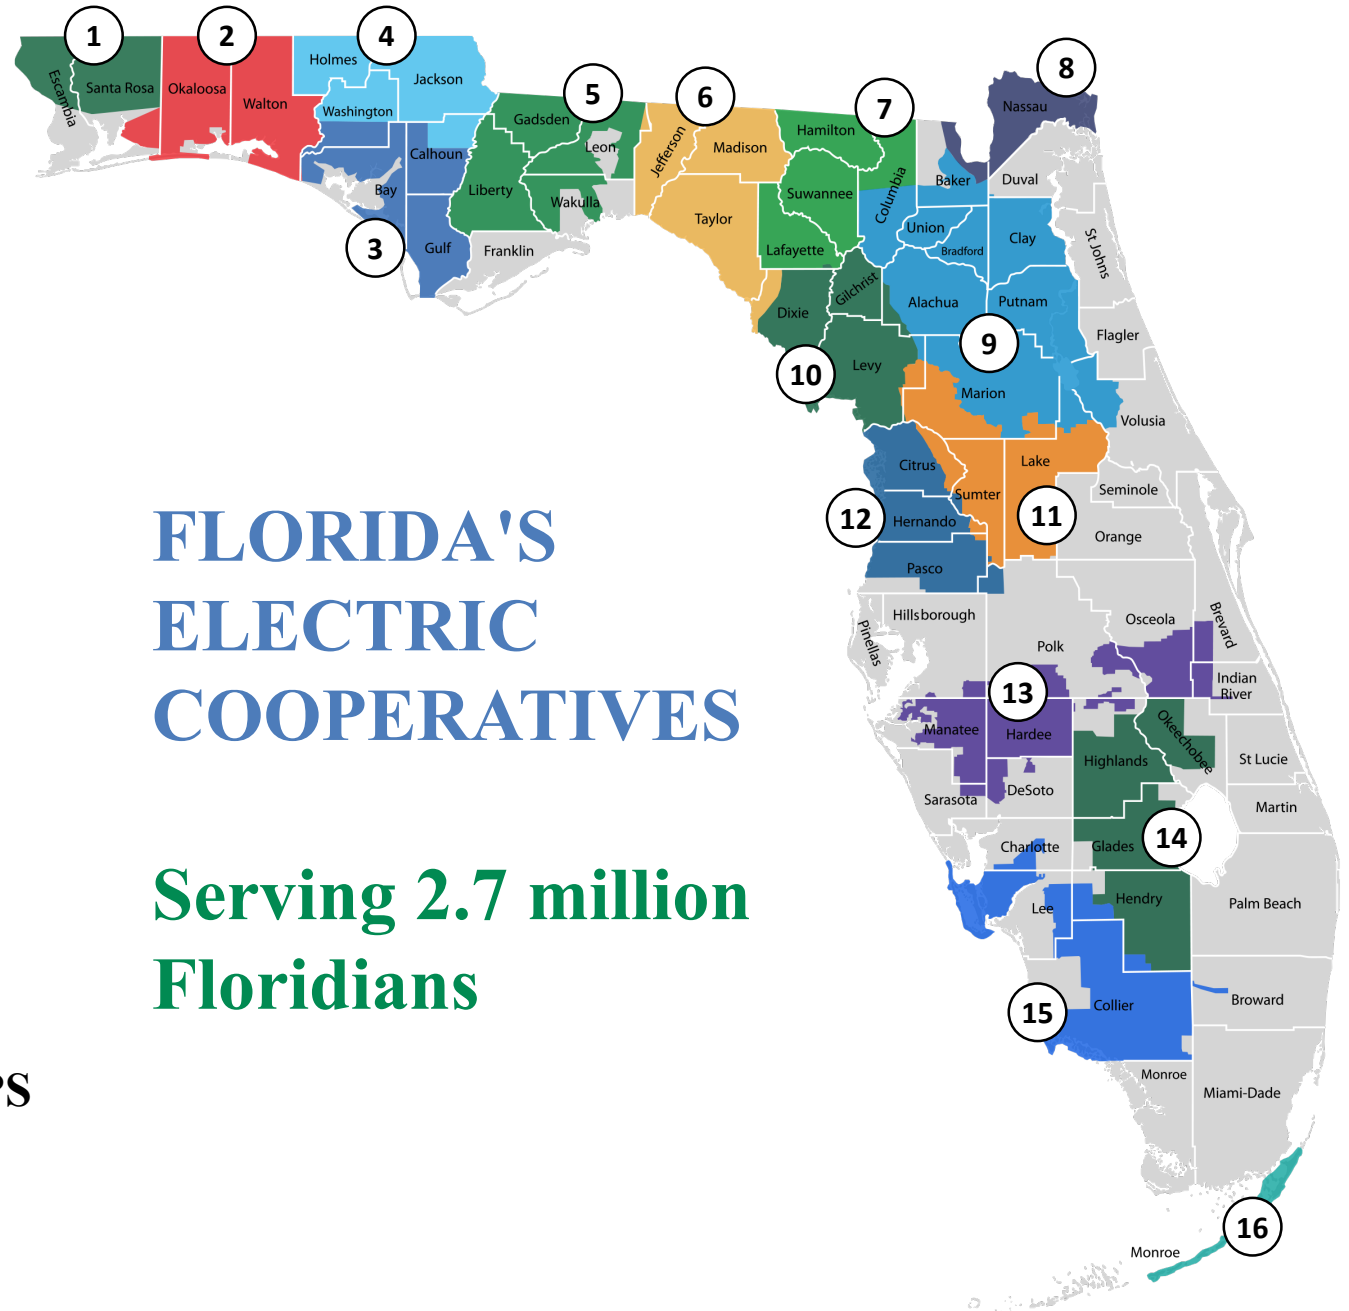 1
2
4
8
Holmes
5
6
7
Jackson
Escambia
Santa Rosa
Okaloosa
Walton
Washington
Gadsden
Leon
Jefferson
Madison
Hamilton
Nassau
Calhoun
Bay
Liberty
Wakulla
Taylor
Suwannee
Columbia
Baker
Duval
3
Gulf
Franklin
Lafayette
Union
Bradford
Clay
St Johns
Dixie
Gilchrist
Alachua
Putnam
Flagler
10
Levy
9
Marion
Volusia
Citrus
Lake
Sumter
Seminole
12
Hernando
11
Orange
Pasco
FLORIDA'S
ELECTRIC
COOPERATIVES
Hillsborough
Pinellas
Polk
Osceola
Brevard
13
Indian
River
Manatee
Hardee
Okeechobee
Highlands
St Lucie
Sarasota
DeSoto
Martin
Charlotte
Glades
14
Serving 2.7 million
Floridians
Lee
Hendry
Palm Beach
15
Collier
Broward
Monroe
Miami-Dade
16
Monroe